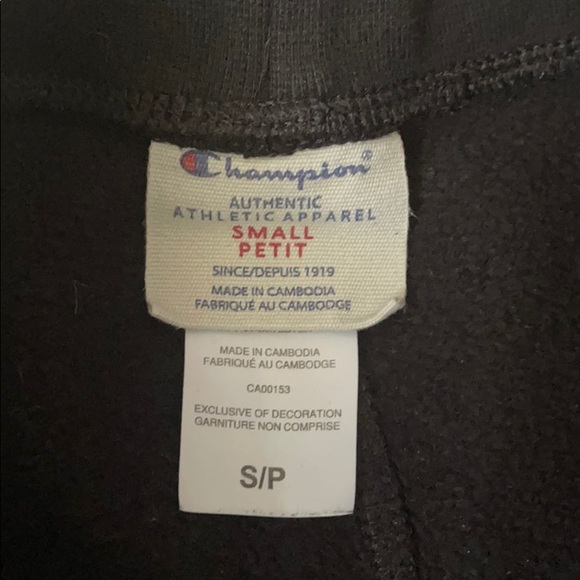 Champion®
AUTHENTIC
ATHLETIC APPAREL
SMALL
PETIT
SINCE/DEPUIS 1919
MADE IN CAMBODIA
FABRIQUÉ AU CAMBODGE
MADE IN CAMBODIA
FABRIQUÉ AU CAMBODGE
CA00153
EXCLUSIVE OF DECORATION
GARNITURE NON COMPRISE
S/P